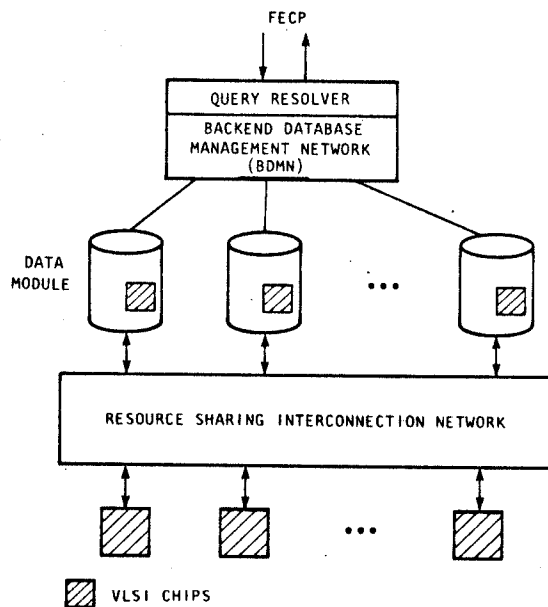 FECP
QUERY RESOLVER
BACKEND DATABASE
MANAGEMENT NETWORK
(BDMN)
DATA
MODULE
•••
RESOURCE SHARING INTERCONNECTION NETWORK
•••
VLSI CHIPS